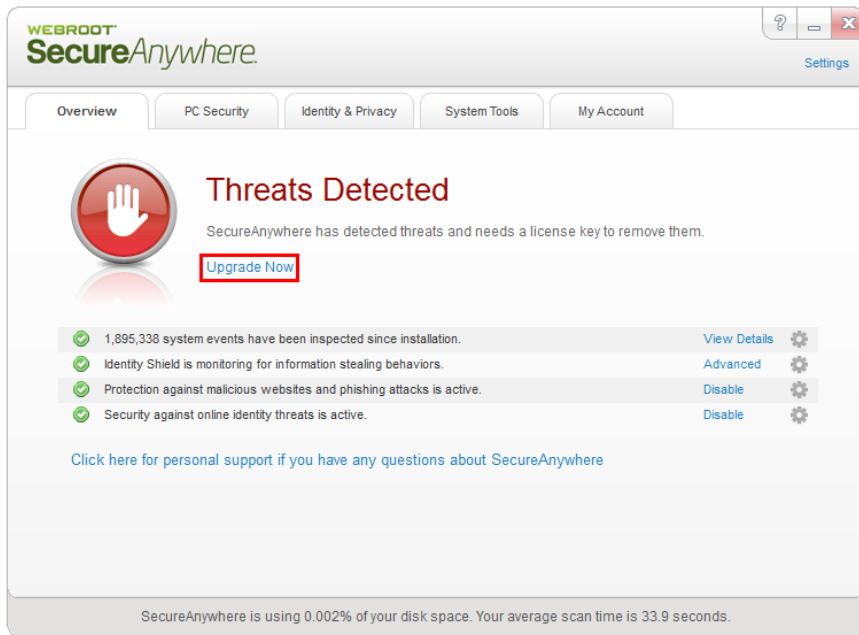 WEBROOT
SecureAnywhere.
?
Settings
Overview
PC Security
Identity & Privacy
System Tools
My Account
Threats Detected
SecureAnywhere has detected threats and needs a license key to remove them.
Upgrade Now
1,895,338 system events have been inspected since installation. View Details
Identity Shield is monitoring for information stealing behaviors. Advanced
Protection against malicious websites and phishing attacks is active. Disable
Security against online identity threats is active. Disable
Click here for personal support if you have any questions about SecureAnywhere
SecureAnywhere is using 0.002% of your disk space. Your average scan time is 33.9 seconds.